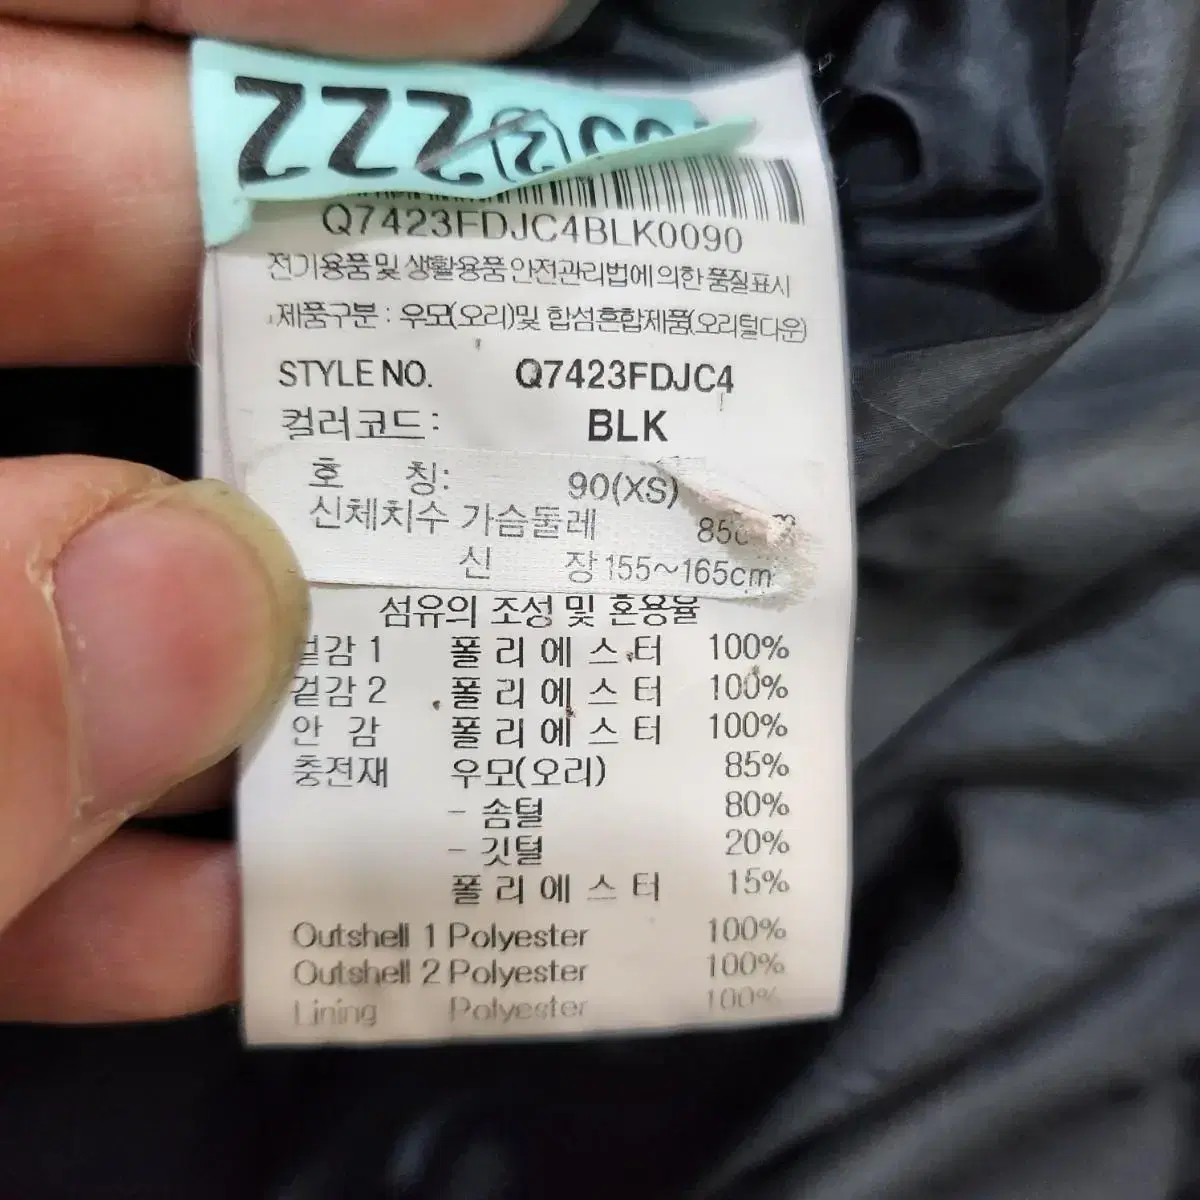 222
Q7423FDJC4BLK0090
전기용품 및 생활용품 안전관리법에 의한 품질표시
제품구분 : 우모(오리)및 합섬혼합제품(오리털다운)
STYLE NO. Q7423FDJC4
컬러코드 : BLK
호 칭: 90(XS)
신체치수 가슴둘레
신 장 155~165cm
섬유의 조성 및 혼용율
겉감 1 폴리에스터 100%
겉감 2 폴리에스터 100%
안 감 폴리에스터 100%
충전재 우모(오리) 85%
- 솜털 80%
- 깃털 20%
폴리에스터 15%
Outshell 1 Polyester 100%
Outshell 2 Polyester 100%
Lining Polyester 100%